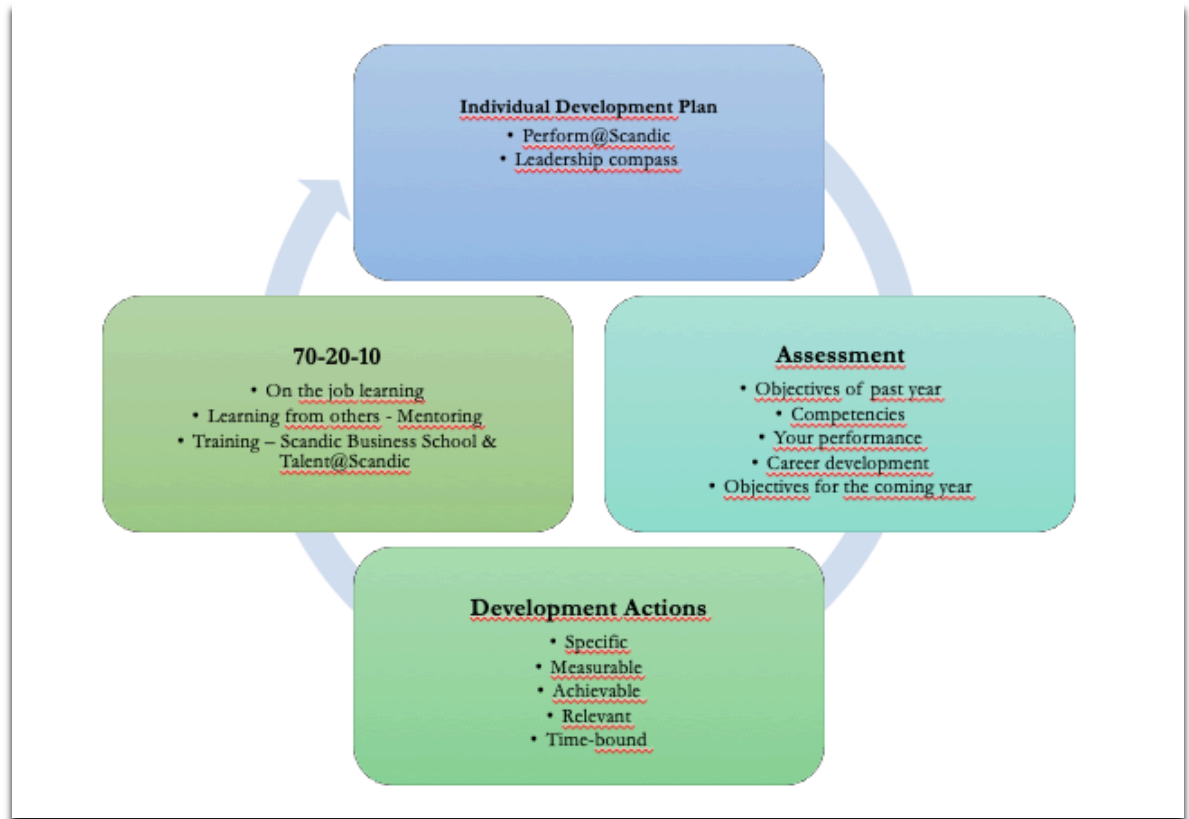 Individual Development Plan
• Perform@Scandic
• Leadership compass
70-20-10
• On the job learning
• Learning from others - Mentoring
• Training – Scandic Business School &
Talent@Scandic
Assessment
• Objectives of past year
• Competencies
• Your performance
• Career development
• Objectives for the coming year
Development Actions
• Specific
• Measurable
• Achievable
• Relevant
• Time-bound